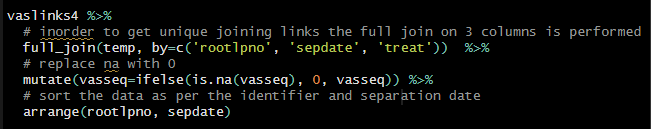 vaslinks4 %>%
# inorder to get unique joining links the full join on 3 columns is performed
full_join(temp, by=c('rootlpno', 'sepdate', 'treat'))  %>%
# replace na with 0
mutate(vasseq=ifelse(is.na(vasseq), 0, vasseq)) %>%
# sort the data as per the identifier and separation date
arrange(rootlpno, sepdate)